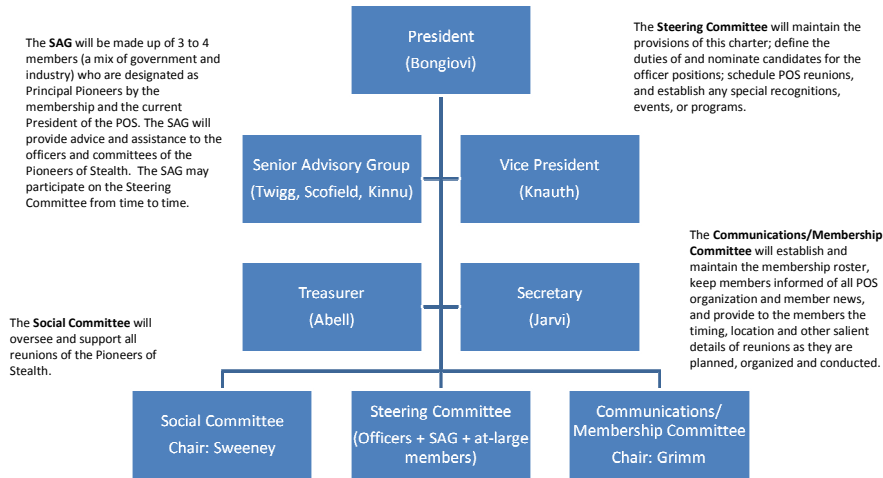 President
(Bongiovi)
The SAG will be made up of 3 to 4
members (a mix of government and
industry) who are designated as
Principal Pioneers by the
membership and the current
President of the POS. The SAG will
provide advice and assistance to the
officers and committees of the
Pioneers of Stealth.  The SAG may
participate on the Steering
Committee from time to time.
The Steering Committee will maintain the
provisions of this charter; define the
duties of and nominate candidates for the
officer positions; schedule POS reunions,
and establish any special recognitions,
events, or programs.
Senior Advisory Group
(Twigg, Scofield, Kinnu)
Vice President
(Knauth)
The Communications/Membership
Committee will establish and
maintain the membership roster,
keep members informed of all POS
organization and member news,
and provide to the members the
timing, location and other salient
details of reunions as they are
planned, organized and conducted.
Treasurer
(Abell)
Secretary
(Jarvi)
The Social Committee will
oversee and support all
reunions of the Pioneers of
Stealth.
Social Committee
Chair: Sweeney
Steering Committee
(Officers + SAG + at-large
members)
Communications/
Membership Committee
Chair: Grimm